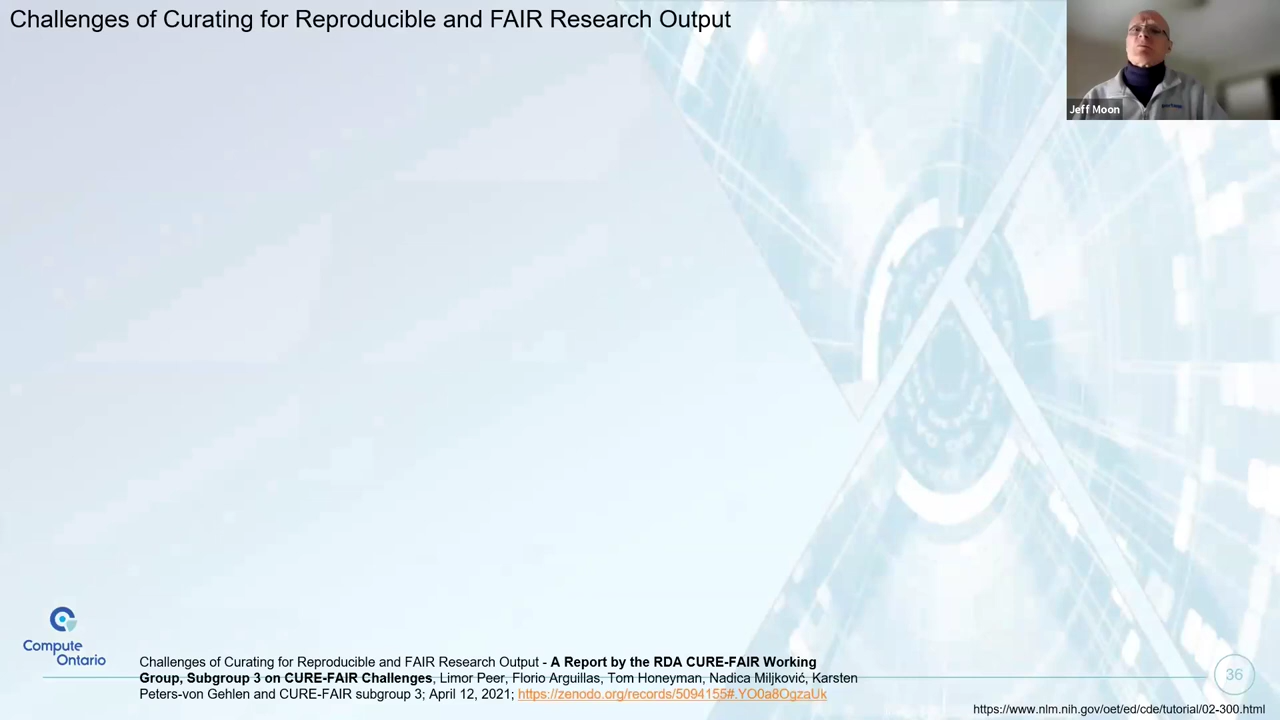 Challenges of Curating for Reproducible and FAIR Research Output
Jeff Moon
Compute
Ontario
Challenges of Curating for Reproducible and FAIR Research Output - A Report by the RDA CURE-FAIR Working
Group, Subgroup 3 on CURE-FAIR Challenges, Limor Peer, Florio Arguillas, Tom Honeyman, Nadica Miljković, Karsten
Peters-von Gehlen and CURE-FAIR subgroup 3; April 12, 2021; https://zenodo.org/records/5094155#.YO0a8OgzaUk
36
https://www.nlm.nih.gov/oet/ed/cde/tutorial/02-300.html